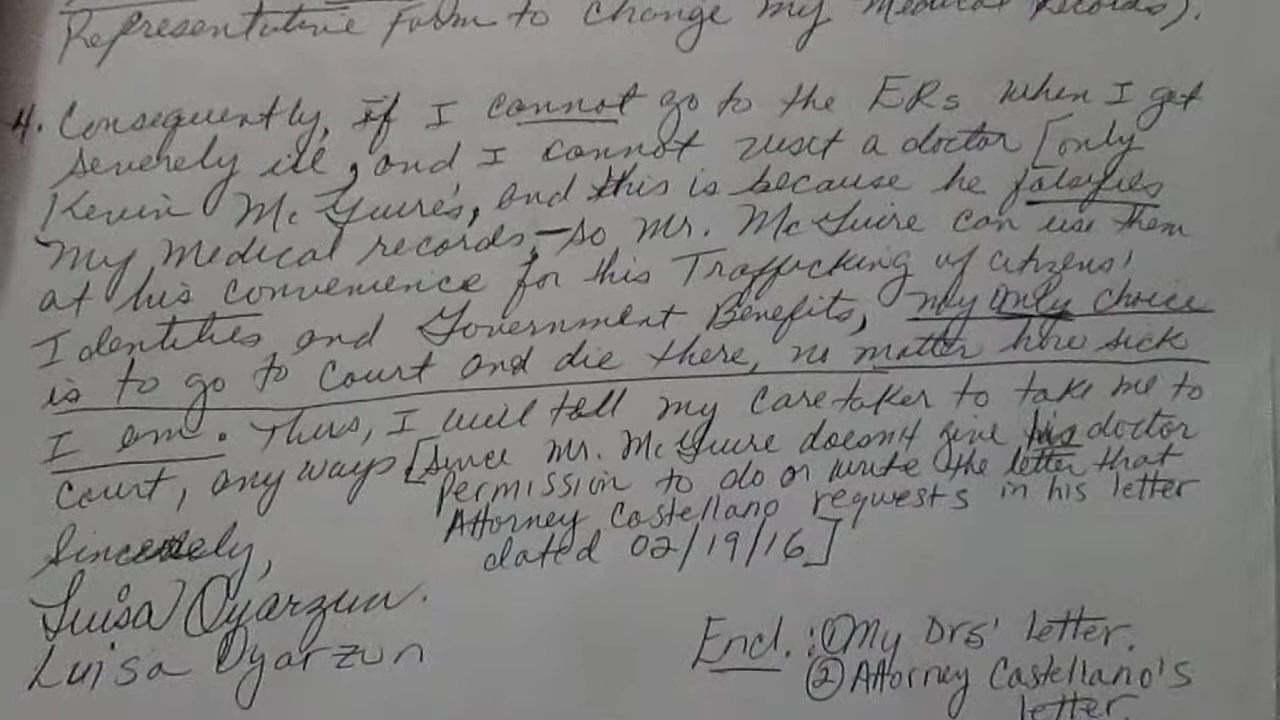 Representative form to change my Medical Records).
4. Consequently, If I cannot go to the ERs when I get
severely ill, and I cannot visit a doctor [only
Kevin McGuire's, and this is because he falsifies
My Medical records,—so Mr. McGuire can use them
at his convenience for this Trafficking of citizens'
Identities and Government Benefits, my only choice
is to go to Court and die there, no matter how sick
I am. Thus, I will tell my caretaker to take me to
court, any ways [Since Mr. McGuire doesn't give his doctor
Permission to do or write the letter that
Attorney Castellano requests in his letter
dated 02/19/16]
Sincerely,
Luisa Oyarzun.
Luisa Oyarzun
Encl.: ① My Drs' letter.
② Attorney Castellano's
letter.